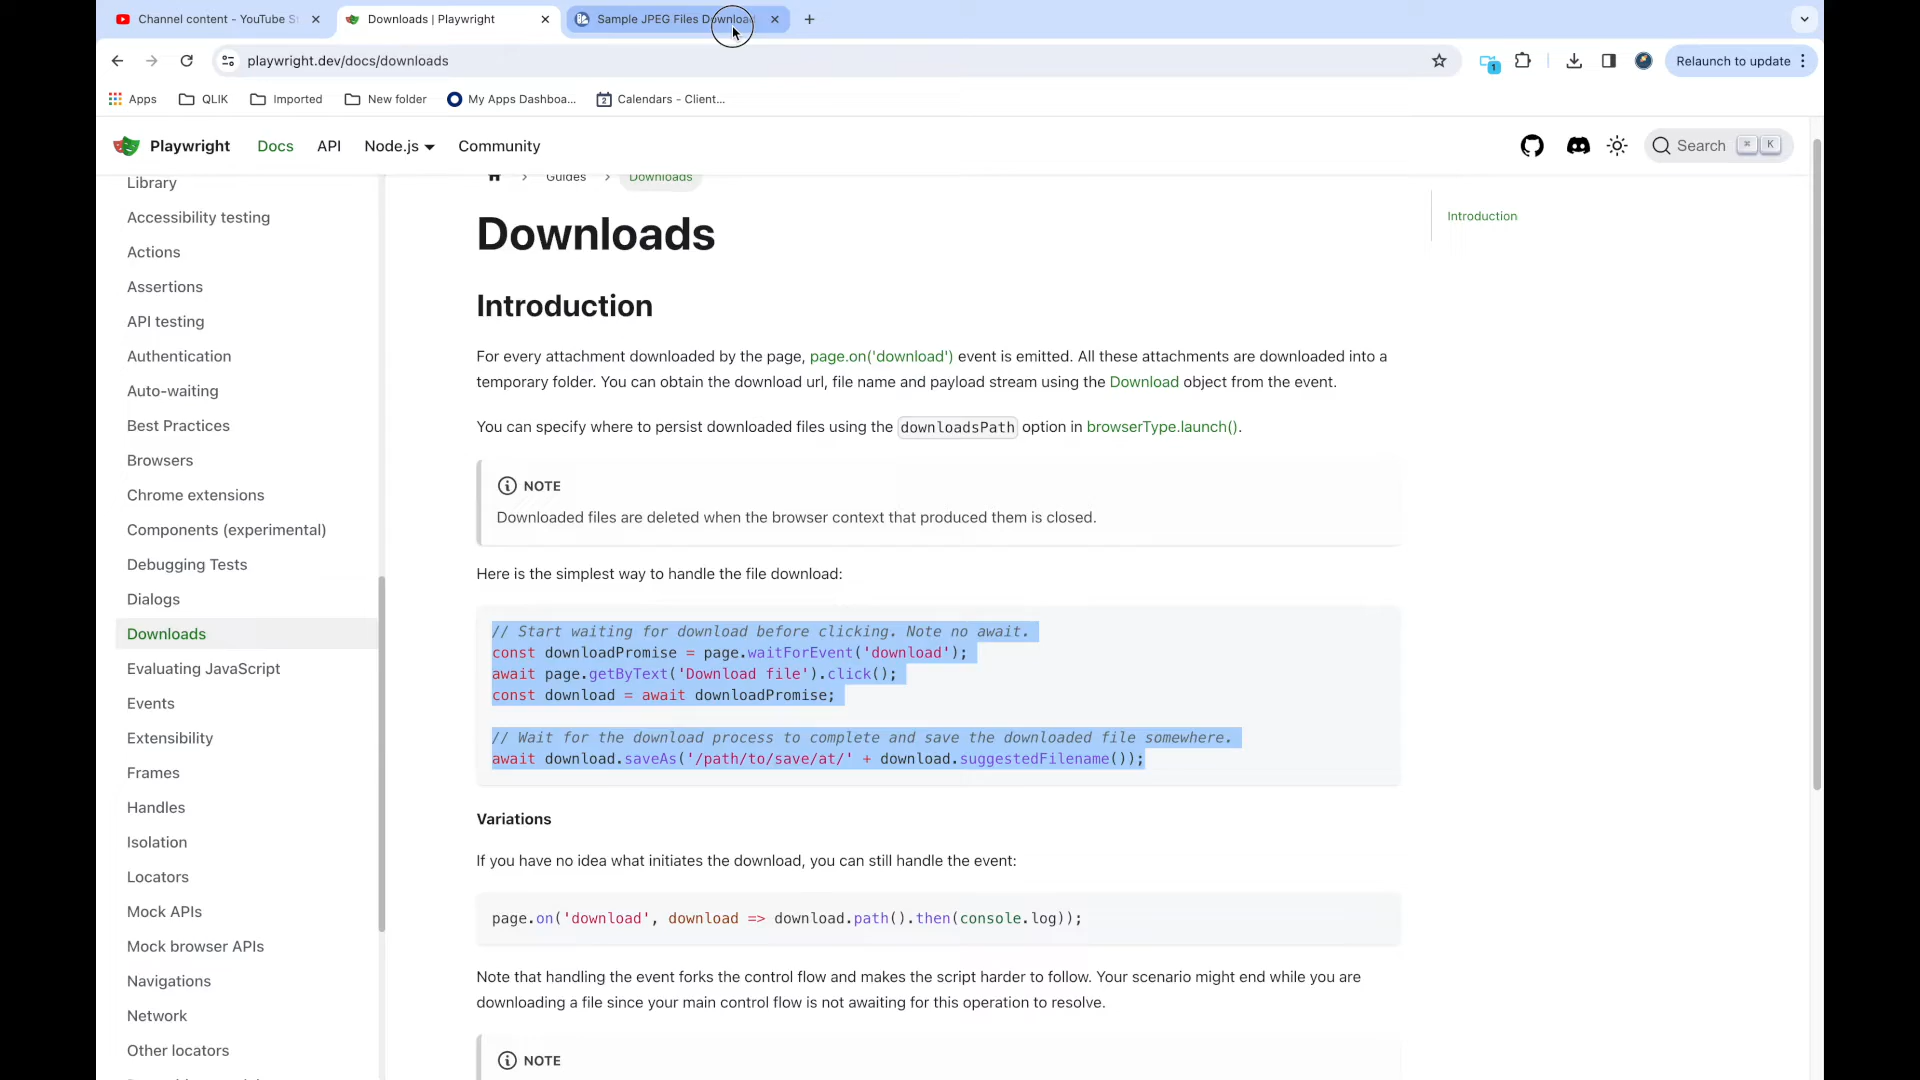 Channel content - YouTube S
Downloads | Playwright
Sample JPEG Files Download
playwright.dev/docs/downloads
1
Relaunch to update
Apps
QLIK
Imported
New folder
My Apps Dashboa...
2
Calendars - Client...
Playwright
Docs
API
Node.js
Community
Search
⌘ K
Library
Accessibility testing
Actions
Assertions
API testing
Authentication
Auto-waiting
Best Practices
Browsers
Chrome extensions
Components (experimental)
Debugging Tests
Dialogs
Downloads
Evaluating JavaScript
Events
Extensibility
Frames
Handles
Isolation
Locators
Mock APIs
Mock browser APIs
Navigations
Network
Other locators
Guides
Downloads
Downloads
Introduction
For every attachment downloaded by the page, page.on('download') event is emitted. All these attachments are downloaded into a
temporary folder. You can obtain the download url, file name and payload stream using the Download object from the event.
You can specify where to persist downloaded files using the downloadsPath option in browserType.launch().
NOTE
Downloaded files are deleted when the browser context that produced them is closed.
Here is the simplest way to handle the file download:
// Start waiting for download before clicking. Note no await.
const downloadPromise = page.waitForEvent('download');
await page.getByText('Download file').click();
const download = await downloadPromise;
// Wait for the download process to complete and save the downloaded file somewhere.
await download.saveAs('/path/to/save/at/' + download.suggestedFilename());
Variations
If you have no idea what initiates the download, you can still handle the event:
page.on('download', download => download.path().then(console.log));
Note that handling the event forks the control flow and makes the script harder to follow. Your scenario might end while you are
downloading a file since your main control flow is not awaiting for this operation to resolve.
NOTE
Introduction